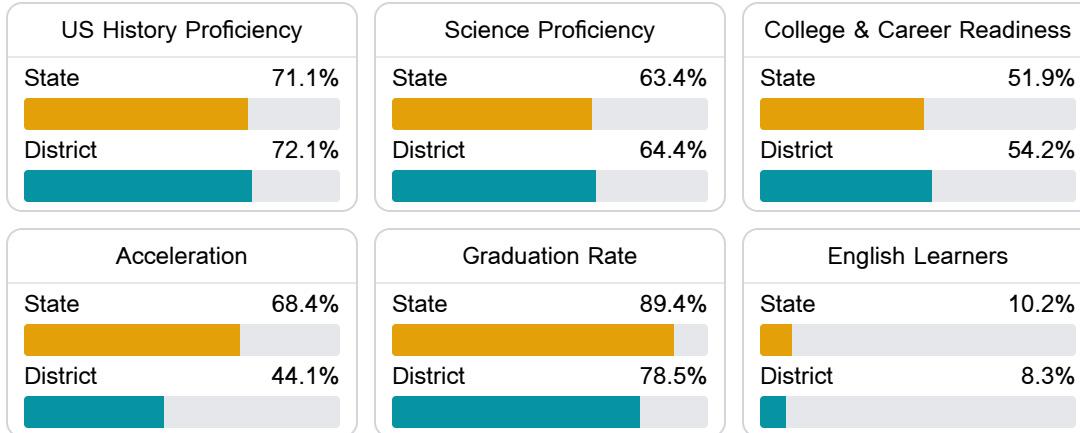 US History Proficiency
State 71.1%
District 72.1%
Science Proficiency
State 63.4%
District 64.4%
College & Career Readiness
State 51.9%
District 54.2%
Acceleration
State 68.4%
District 44.1%
Graduation Rate
State 89.4%
District 78.5%
English Learners
State 10.2%
District 8.3%